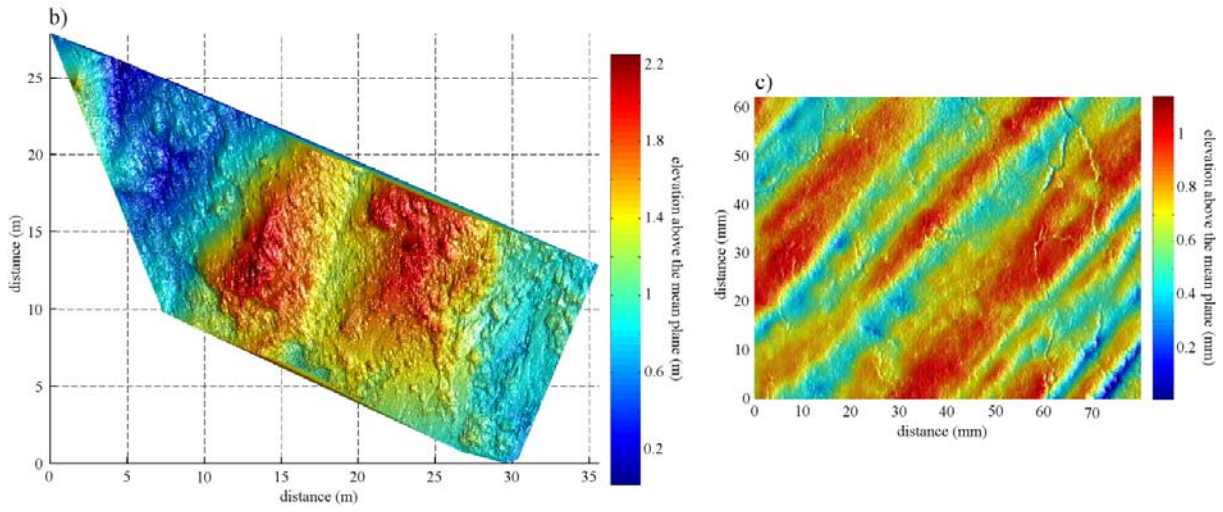 b)
25
20
15
10
5
0
distance (m)
0 5 10 15 20 25 30 35
distance (m)
2.2
1.8
1.4
1
0.6
0.2
elevation above the mean plane (m)
c)
60
50
40
30
20
10
0
distance (mm)
0 10 20 30 40 50 60 70
distance (mm)
1
0.8
0.6
0.4
0.2
elevation above the mean plane (mm)